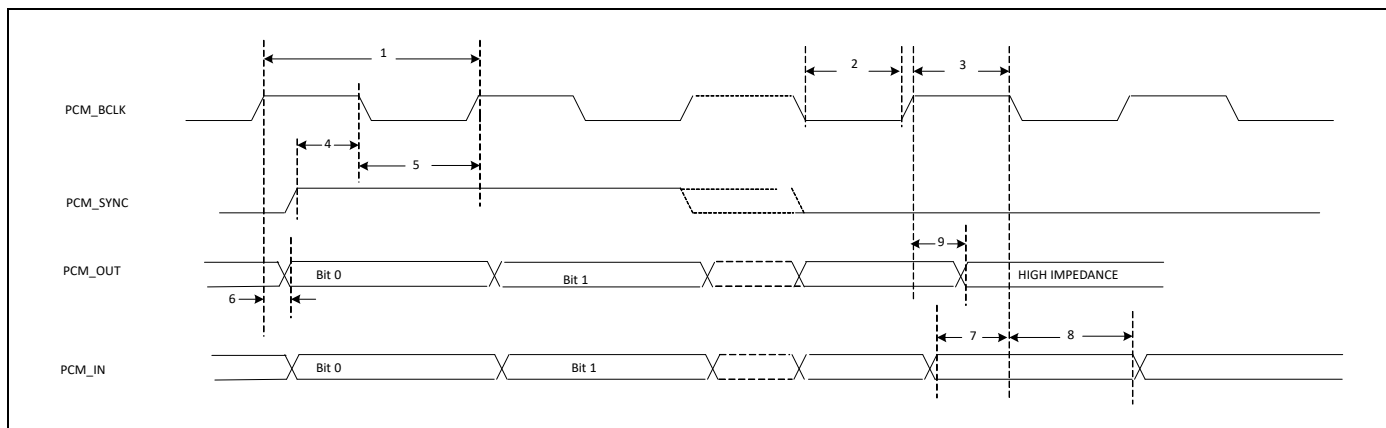 1
2
3
PCM_BCLK
4
5
PCM_SYNC
9
PCM_OUT
Bit 0
Bit 1
HIGH IMPEDANCE
6
7
8
PCM_IN
Bit 0
Bit 1